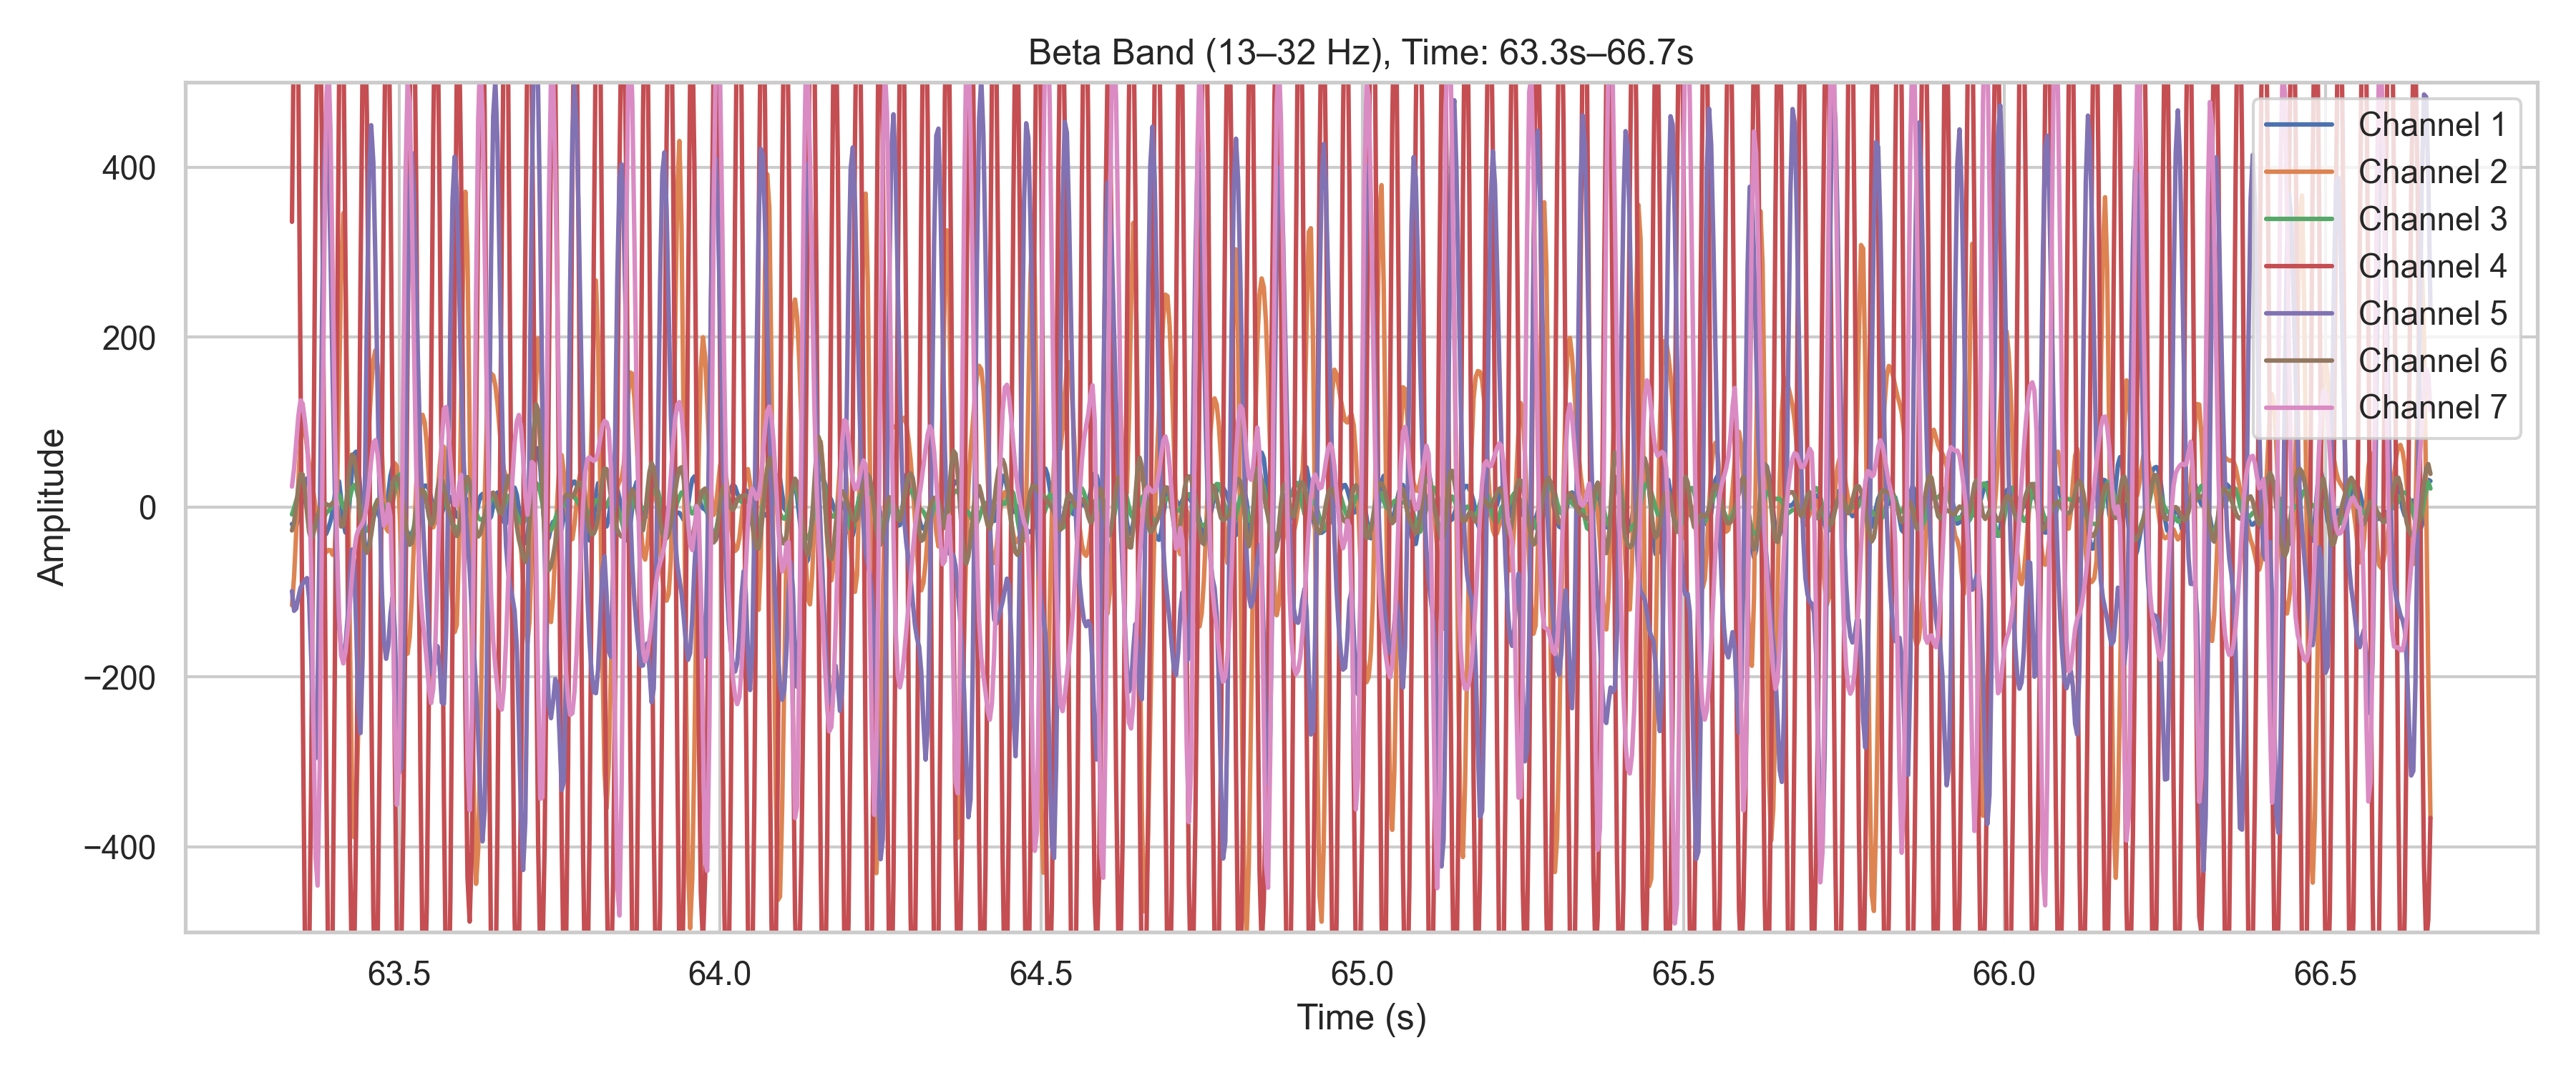 Beta Band (13–32 Hz), Time: 63.3s–66.7s
Amplitude
400
200
0
−200
−400
63.5
64.0
64.5
65.0
65.5
66.0
66.5
Time (s)
Channel 1
Channel 2
Channel 3
Channel 4
Channel 5
Channel 6
Channel 7